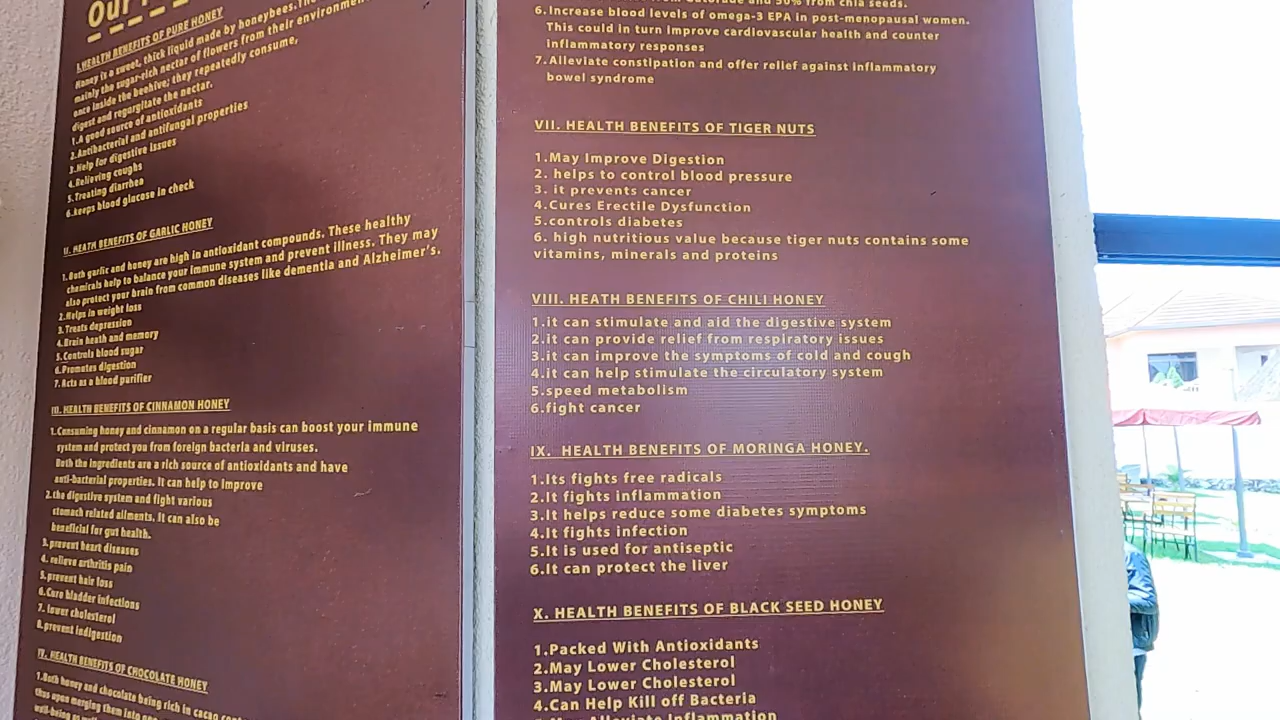 Our
I.HEALTH BENEFITS OF PURE HONEY
Honey is a sweet, thick liquid made by honeybees. The
mainly the sugar-rich nectar of flowers from their environment
once inside the beehive; they repeatedly consume,
digest and regurgitate the nectar.
1.A good source of antioxidants
2.Antibacterial and antifungal properties
3.Help for digestive issues
4.Relieving coughs
5.Treating diarrhea
6.keeps blood glucose in check
II. HEATH BENEFITS OF GARLIC HONEY
1.Both garlic and honey are high in antioxidant compounds. These healthy
chemicals help to balance your immune system and prevent illness. They may
also protect your brain from common diseases like dementia and Alzheimer's.
2.Helps in weight loss
3.Treats depression
4.Brain heath and memory
5.Controls blood sugar
6.Promotes digestion
7.Acts as a blood purifier
III. HEALTH BENEFITS OF CINNAMON HONEY
1.Consuming honey and cinnamon on a regular basis can boost your immune
system and protect you from foreign bacteria and viruses.
Both the ingredients are a rich source of antioxidants and have
anti-bacterial properties. It can help to improve
2.the digestive system and fight various
stomach related ailments. It can also be
beneficial for gut health.
3.prevent heart diseases
4. relieve arthritis pain
5.prevent hair loss
6.Cure bladder infections
7. lower cholesterol
8.prevent indigestion
IV. HEALTH BENEFITS OF CHOCOLATE HONEY
1.Both honey and chocolate being rich in cacao
thus upon merging them into one
well-being as well
and 50% from chia seeds.
6.Increase blood levels of omega-3 EPA in post-menopausal women.
This could in turn improve cardiovascular health and counter
inflammatory responses
7.Alleviate constipation and offer relief against inflammatory
bowel syndrome
VII. HEALTH BENEFITS OF TIGER NUTS
1.May Improve Digestion
2. helps to control blood pressure
3. it prevents cancer
4.Cures Erectile Dysfunction
5.controls diabetes
6. high nutritious value because tiger nuts contains some
vitamins, minerals and proteins
VIII. HEATH BENEFITS OF CHILI HONEY
1.it can stimulate and aid the digestive system
2.it can provide relief from respiratory issues
3.it can improve the symptoms of cold and cough
4.it can help stimulate the circulatory system
5.speed metabolism
6.fight cancer
IX. HEALTH BENEFITS OF MORINGA HONEY.
1.Its fights free radicals
2.It fights inflammation
3.It helps reduce some diabetes symptoms
4.It fights infection
5.It is used for antiseptic
6.It can protect the liver
X. HEALTH BENEFITS OF BLACK SEED HONEY
1.Packed With Antioxidants
2.May Lower Cholesterol
3.May Lower Cholesterol
4.Can Help Kill off Bacteria
Alleviate Inflammation